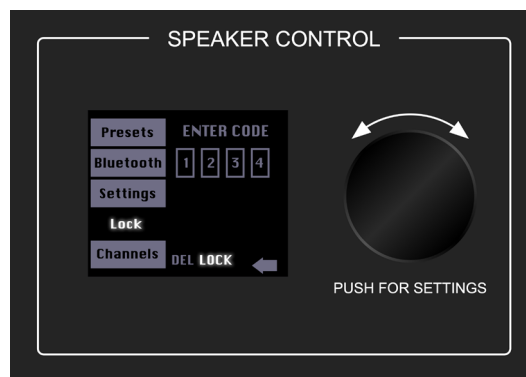 SPEAKER CONTROL
Presets
Bluetooth
Settings
Lock
Channels
ENTER CODE
1 2 3 4
DEL LOCK
PUSH FOR SETTINGS